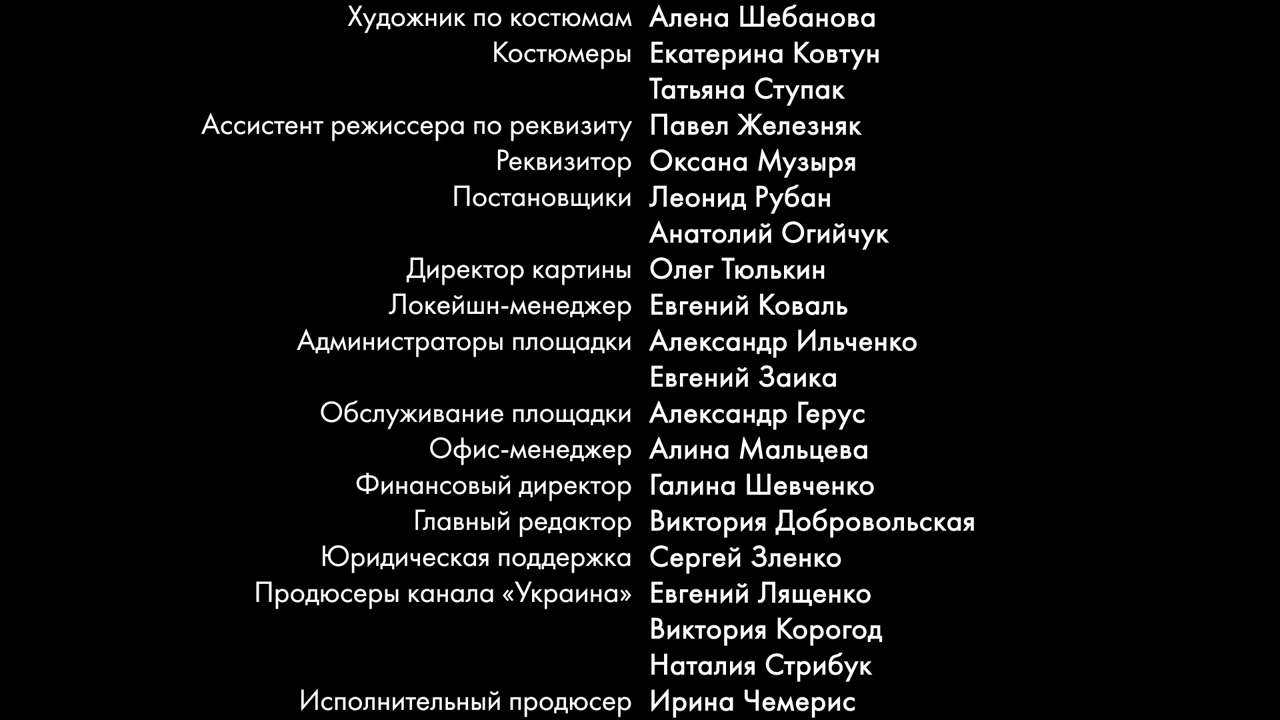 Художник по костюмам Алена Шебанова
Костюмеры Екатерина Ковтун
Татьяна Ступак
Ассистент режиссера по реквизиту Павел Железняк
Реквизитор Оксана Музыря
Постановщики Леонид Рубан
Анатолий Огийчук
Директор картины Олег Тюлькин
Локейшн-менеджер Евгений Коваль
Администраторы площадки Александр Ильченко
Евгений Заика
Обслуживание площадки Александр Герус
Офис-менеджер Алина Мальцева
Финансовый директор Галина Шевченко
Главный редактор Виктория Добровольская
Юридическая поддержка Сергей Зленко
Продюсеры канала «Украина» Евгений Лященко
Виктория Корогод
Наталия Стрибук
Исполнительный продюсер Ирина Чемерис